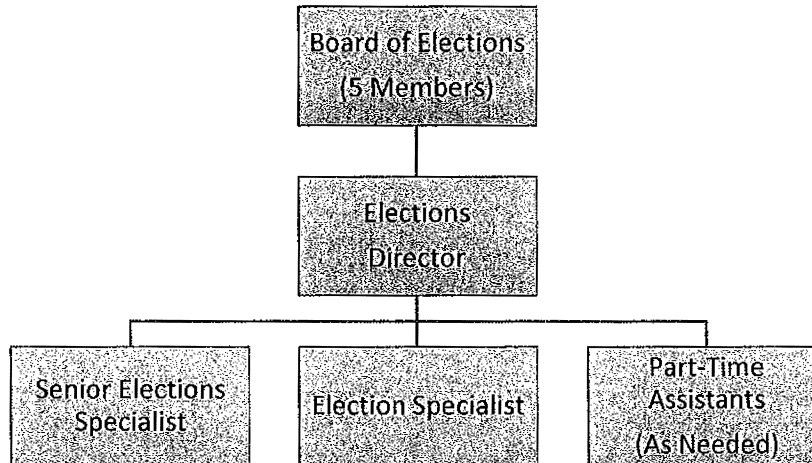 Board of Elections
(5 Members)
Elections
Director
Senior Elections
Specialist
Election Specialist
Part-Time
Assistants
(As Needed)